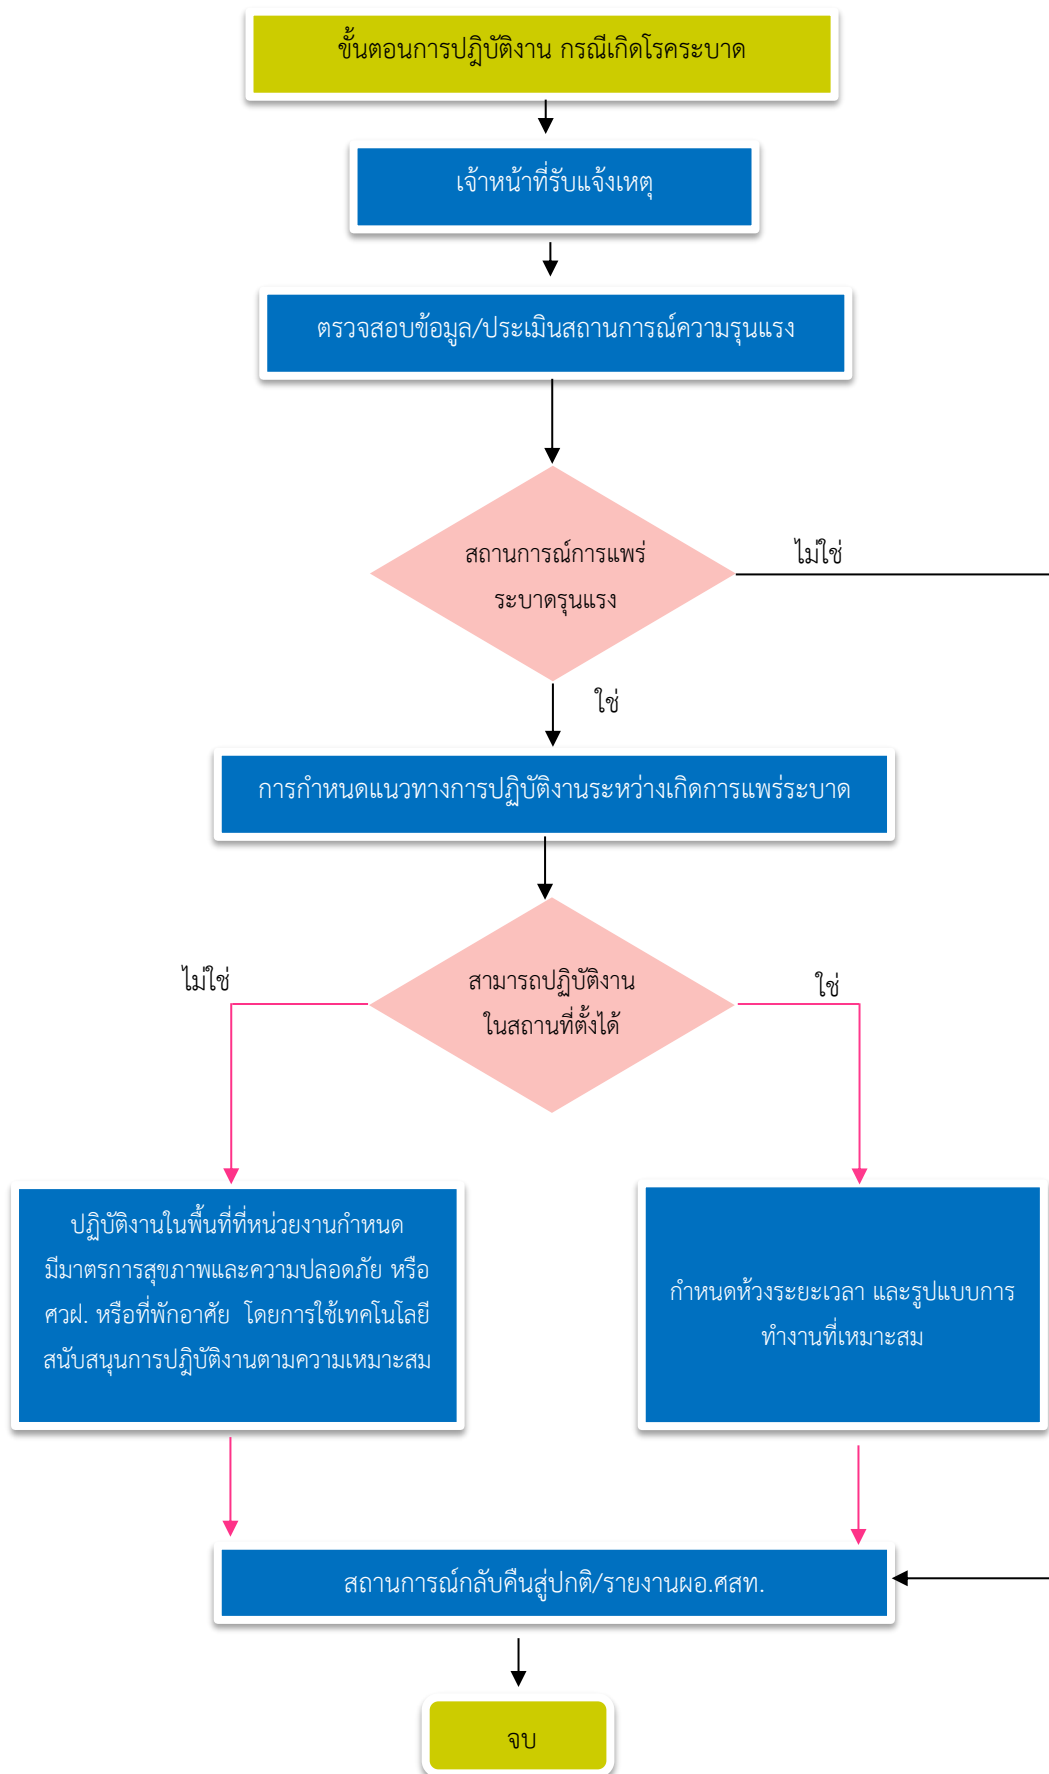 ขั้นตอนการปฏิบัติงาน กรณีเกิดโรคระบาด
เจ้าหน้าที่รับแจ้งเหตุ
ตรวจสอบข้อมูล/ประเมินสถานการณ์ความรุนแรง
สถานการณ์การแพร่
ระบาดรุนแรง
ไม่ใช่
ใช่
การกำหนดแนวทางการปฏิบัติงานระหว่างเกิดการแพร่ระบาด
ไม่ใช่
สามารถปฏิบัติงาน
ในสถานที่ตั้งได้
ใช่
ปฏิบัติงานในพื้นที่ที่หน่วยงานกำหนด
มีมาตรการสุขภาพและความปลอดภัย หรือ
ศวฝ. หรือที่พักอาศัย โดยการใช้เทคโนโลยี
สนับสนุนการปฏิบัติงานตามความเหมาะสม
กำหนดห้วงระยะเวลา และรูปแบบการ
ทำงานที่เหมาะสม
สถานการณ์กลับคืนสู่ปกติ/รายงานผอ.ศสท.
จบ